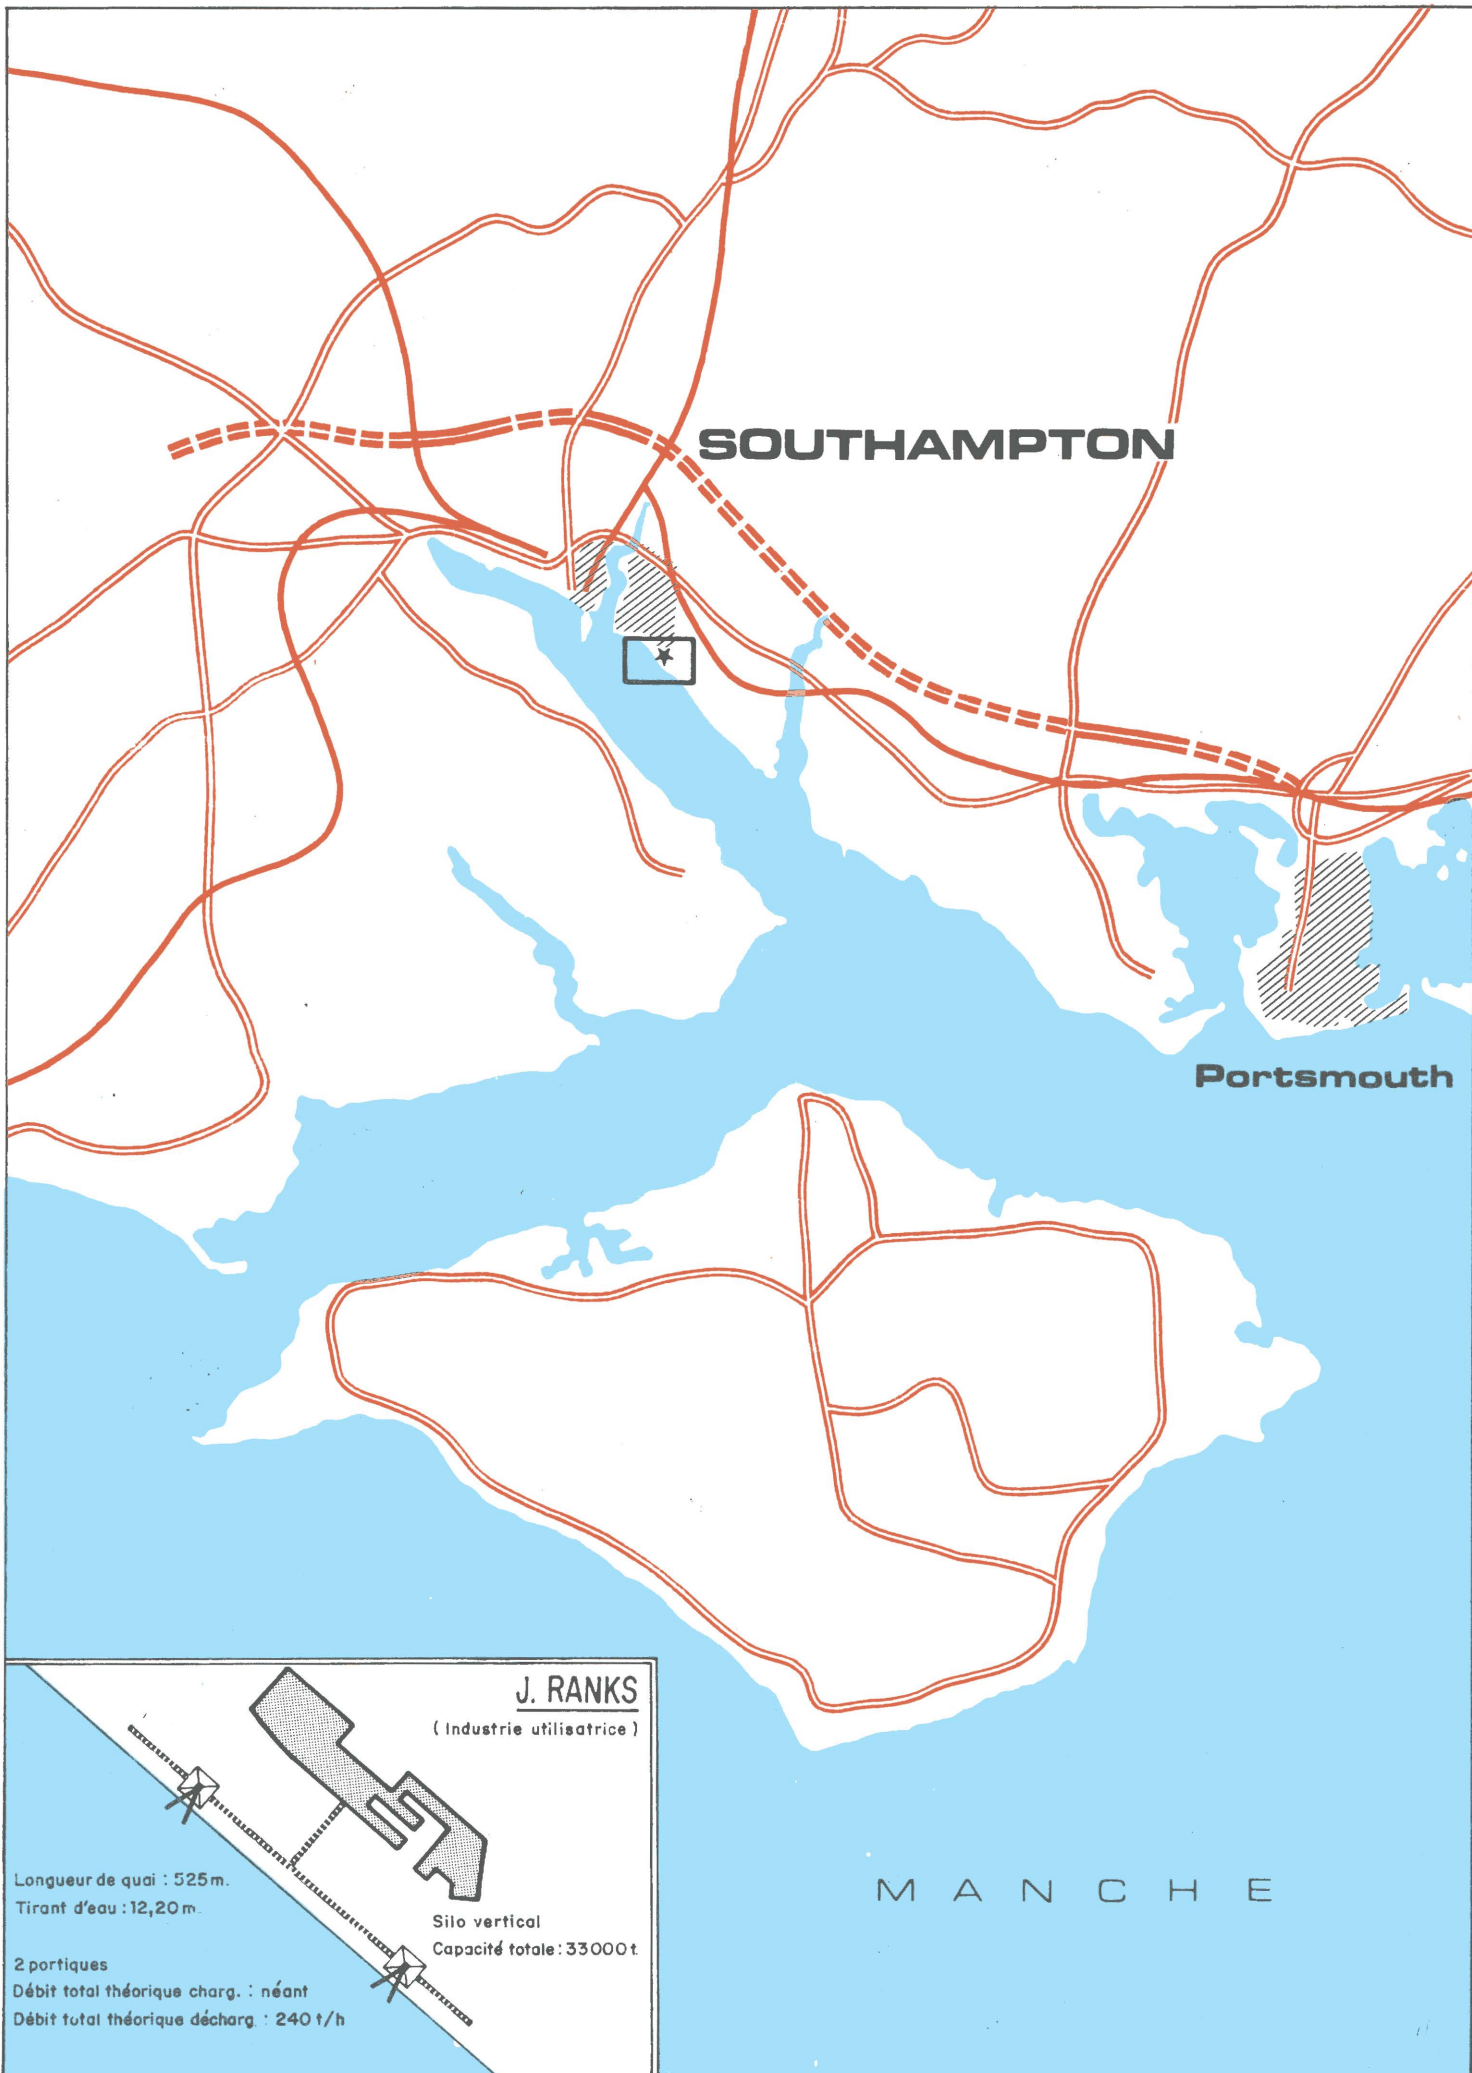 SOUTHAMPTON
Portsmouth
J. RANKS
( Industrie utilisatrice )
Longueur de quai : 525 m.
Tirant d'eau : 12,20 m.
Silo vertical
Capacité totale : 33000 t.
2 portiques
Débit total théorique charg. : néant
Débit total théorique décharg. : 240 t/h
MANCHE